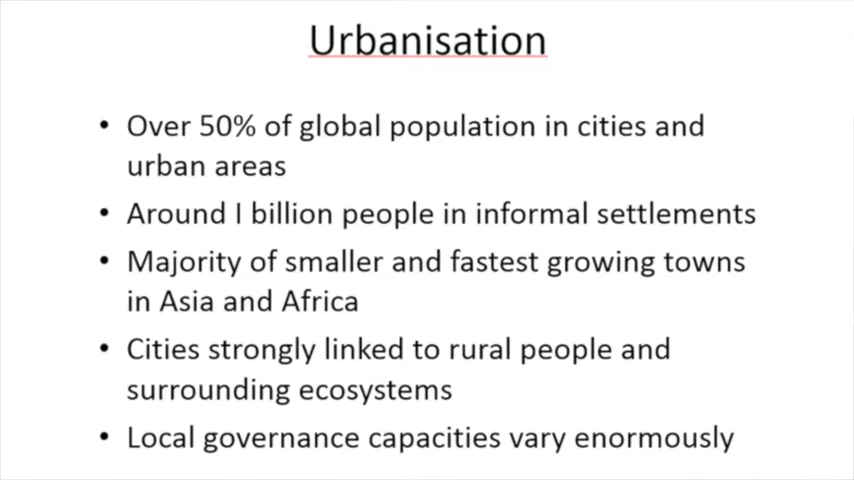 Urbanisation
• Over 50% of global population in cities and
urban areas
• Around 1 billion people in informal settlements
• Majority of smaller and fastest growing towns
in Asia and Africa
• Cities strongly linked to rural people and
surrounding ecosystems
• Local governance capacities vary enormously